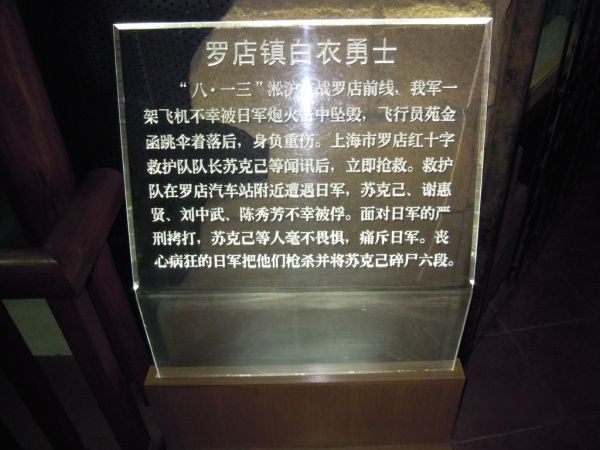 罗店镇白衣勇士
“八·一三”淞沪 战罗店前线，我军一
架飞机不幸被日军炮火击中坠毁，飞行员苑金
函跳伞着落后，身负重伤。上海市罗店红十字
救护队队长苏克己等闻讯后，立即抢救。救护
队在罗店汽车站附近遭遇日军，苏克己、谢惠
贤、刘中武、陈秀芳不幸被俘。面对日军的严
刑拷打，苏克己等人毫不畏惧，痛斥日军。丧
心病狂的日军把他们枪杀并将苏克己碎尸六段。